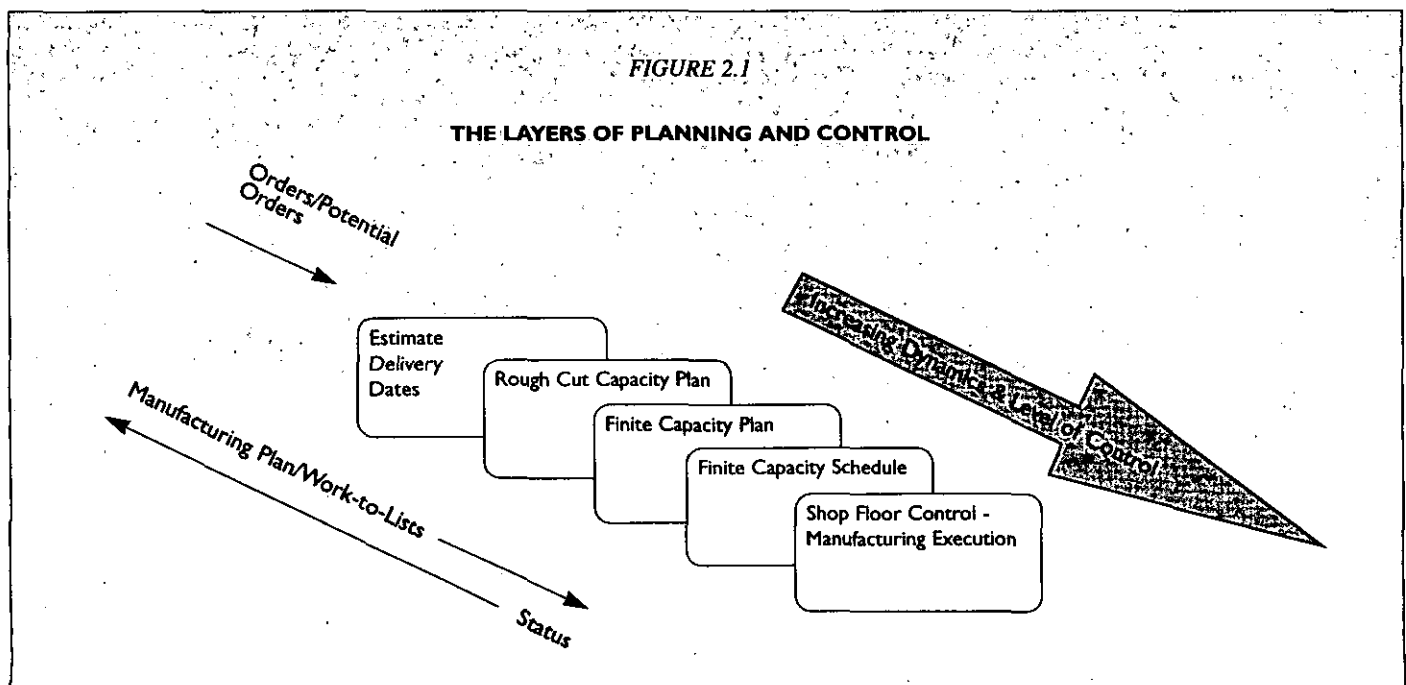 FIGURE 2.1
THE LAYERS OF PLANNING AND CONTROL
Orders/Potential
Orders
Estimate
Delivery
Dates
Rough Cut Capacity Plan
Finite Capacity Plan
Finite Capacity Schedule
Shop Floor Control -
Manufacturing Execution
Increasing Dynamics & Level of Control
Manufacturing Plan/Work-to-Lists
Status